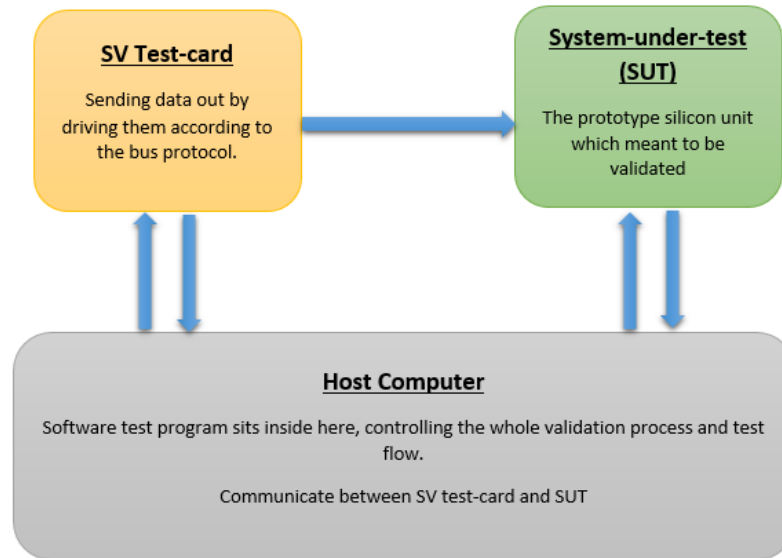 SV Test-card
Sending data out by
driving them according to
the bus protocol.
System-under-test
(SUT)
The prototype silicon unit
which meant to be
validated
Host Computer
Software test program sits inside here, controlling the whole validation process and test
flow.
Communicate between SV test-card and SUT